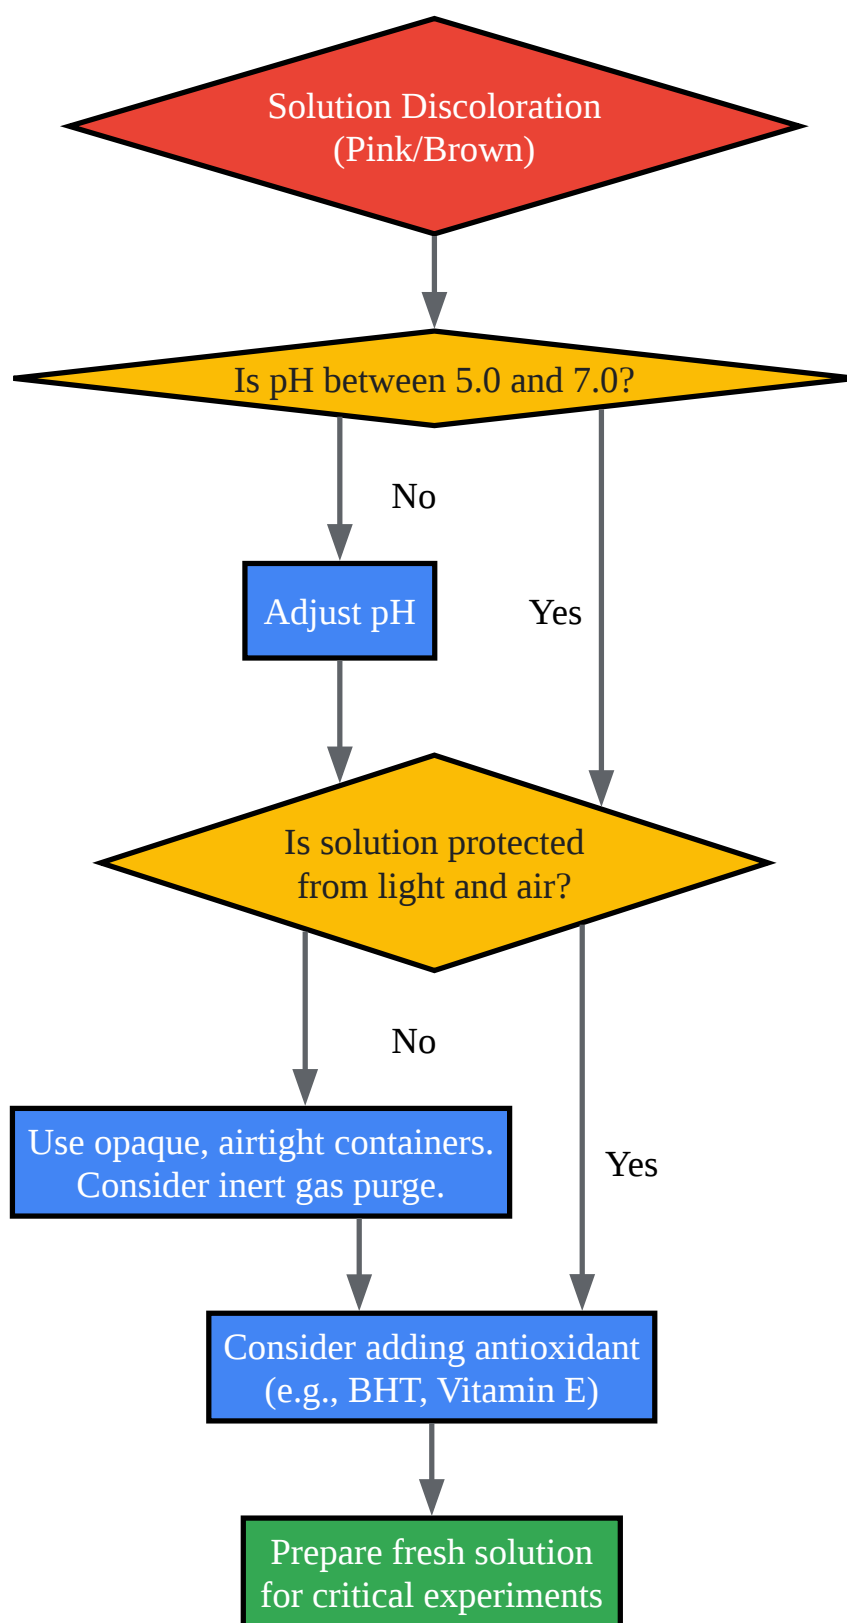 Solution Discoloration
(Pink/Brown)
Is pH between 5.0 and 7.0?
No
Adjust pH
Yes
Is solution protected
from light and air?
No
Use opaque, airtight containers.
Consider inert gas purge.
Yes
Consider adding antioxidant
(e.g., BHT, Vitamin E)
Prepare fresh solution
for critical experiments